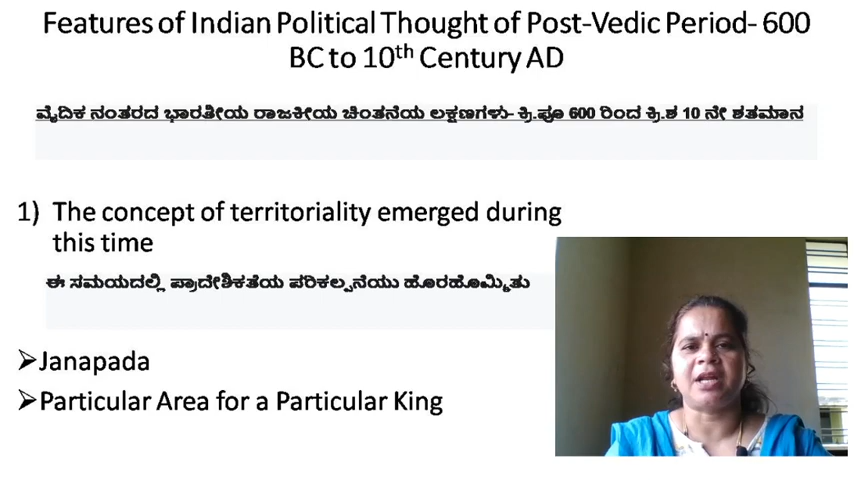 Features of Indian Political Thought of Post-Vedic Period- 600
BC to 10th Century AD
ವೈದಿಕ ನಂತರದ ಭಾರತೀಯ ರಾಜಕೀಯ ಚಿಂತನೆಯ ಲಕ್ಷಣಗಳು- ಕ್ರಿ.ಪೂ 600 ರಿಂದ ಕ್ರಿ.ಶ 10 ನೇ ಶತಮಾನ
1) The concept of territoriality emerged during
this time
ಈ ಸಮಯದಲ್ಲಿ ಪ್ರಾದೇಶಿಕತೆಯ ಪರಿಕಲ್ಪನೆಯು ಹೊರಹೊಮ್ಮಿತು
➢Janapada
➢Particular Area for a Particular King